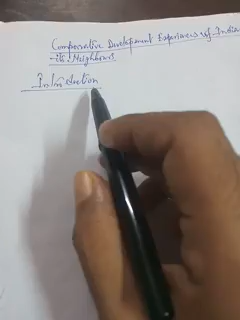 Comparative Development Experiences of India
its Neighbours
Introduction